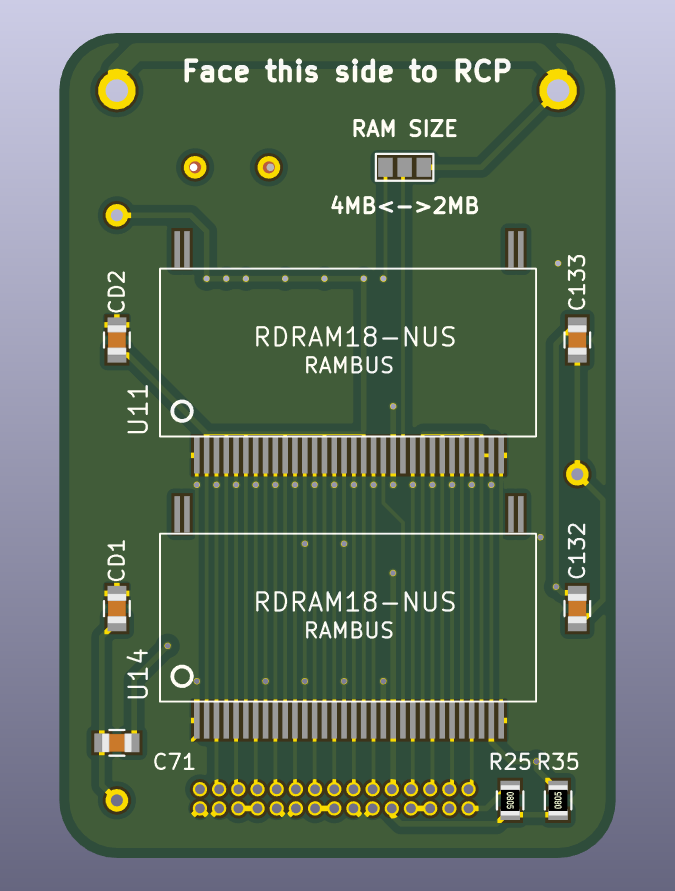 Face this side to RCP
RAM SIZE
4MB<->2MB
CD2
C133
RDRAM18-NUS
RAMBUS
U11
CD1
C132
RDRAM18-NUS
RAMBUS
U14
C71
R25
R35
0805
0805